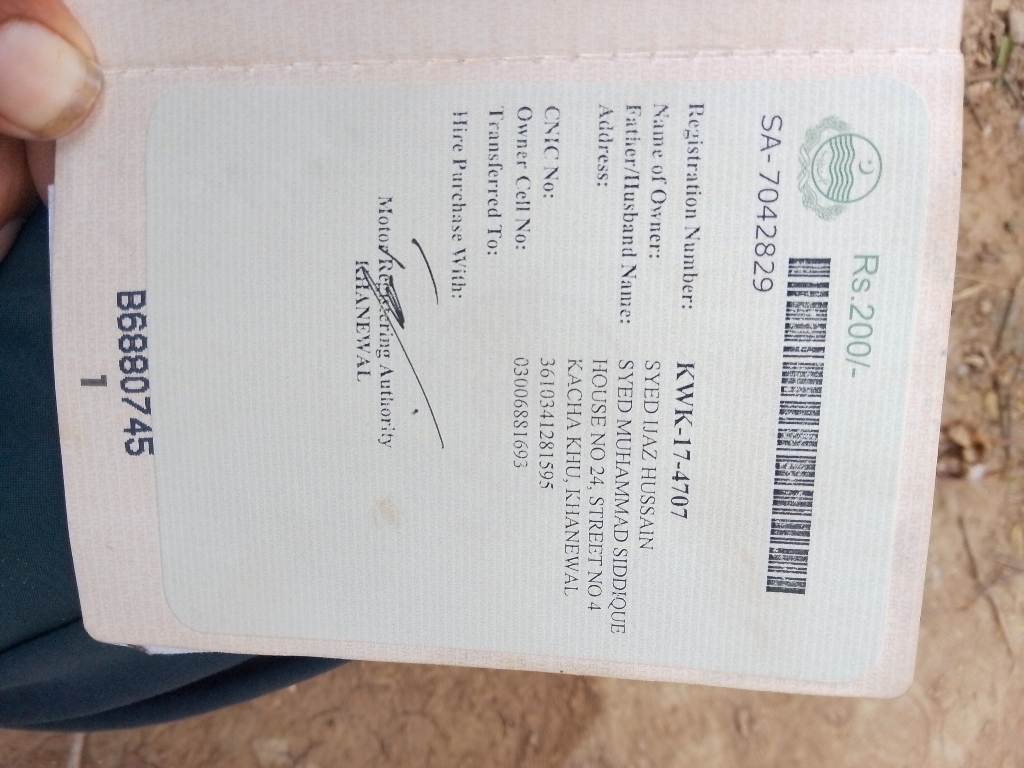 Rs.200/-
SA-7042829
Registration Number: KWK-17-4707
Name of Owner: SYED IJAZ HUSSAIN
Father/Husband Name: SYED MUHAMMAD SIDDIQUE
Address: HOUSE NO 24, STREET NO 4
KACHA KHU, KHANEWAL
CNIC No: 3610341281595
Owner Cell No: 03006881693
Transferred To:
Hire Purchase With:
Motor Registering Authority
KHANEWAL
B6880745
1